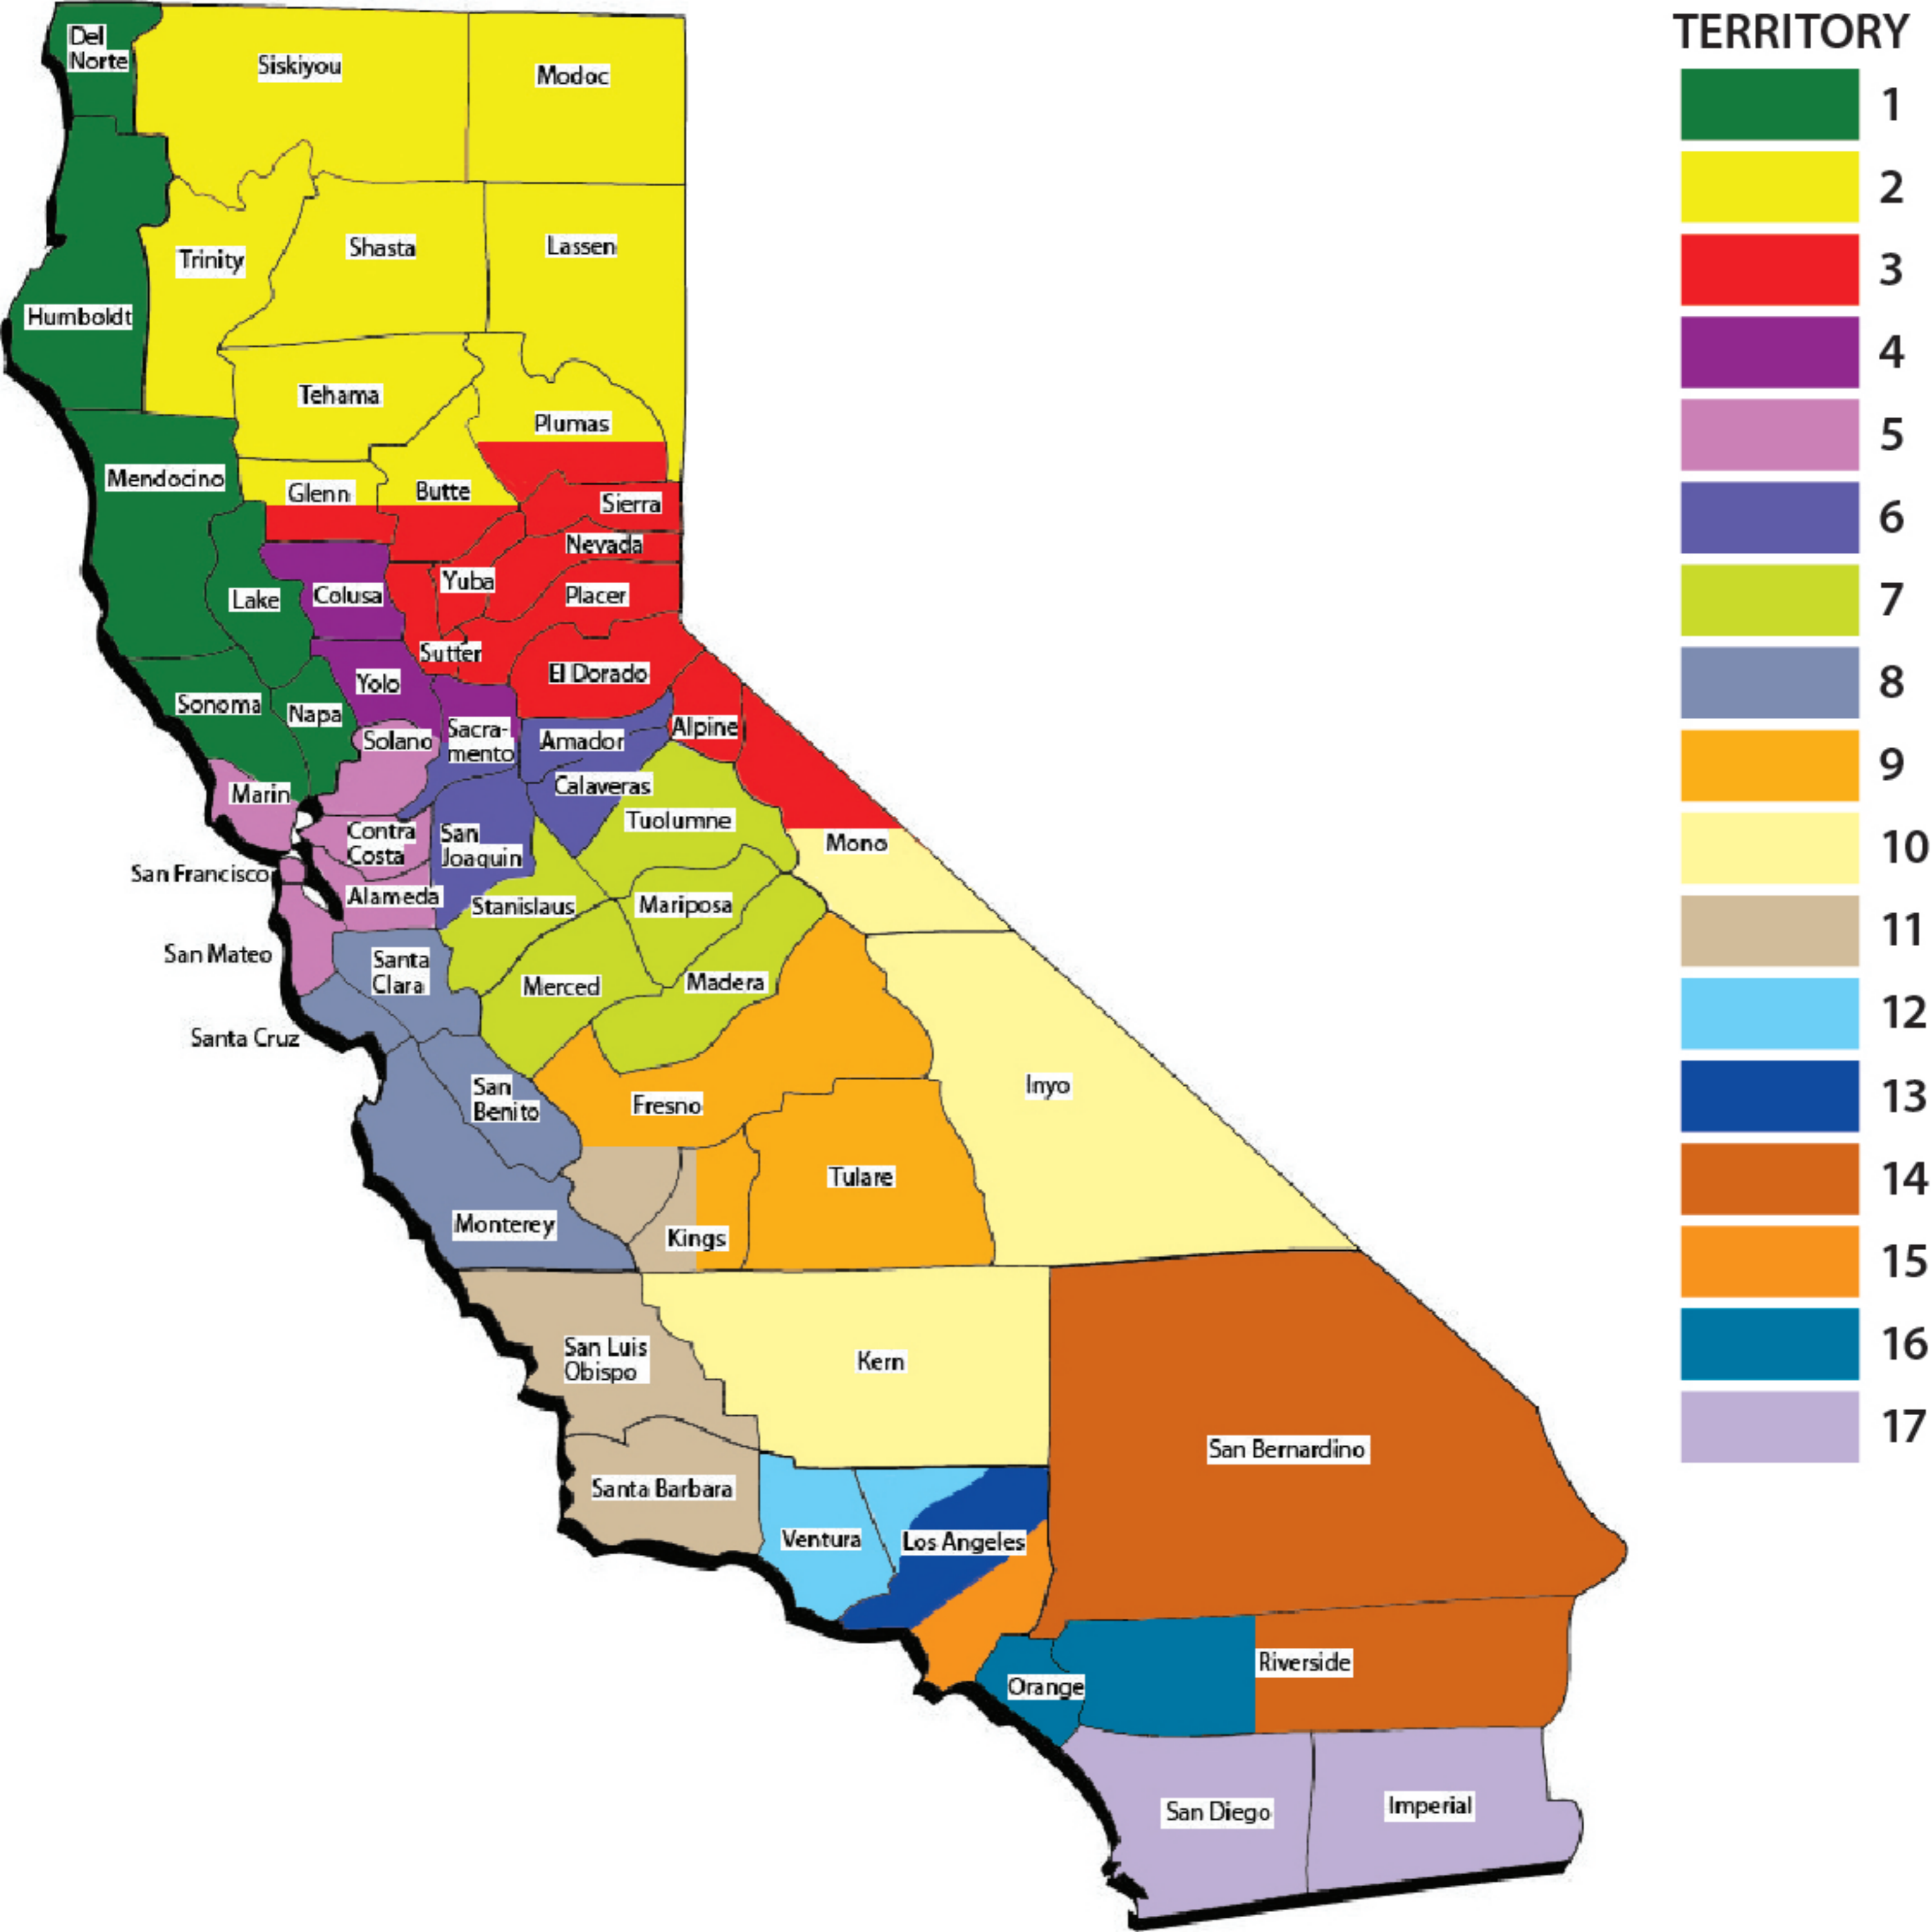 TERRITORY
1
2
3
4
5
6
7
8
9
10
11
12
13
14
15
16
17
Del
Norte
Siskiyou
Modoc
Trinity
Shasta
Lassen
Humboldt
Tehama
Plumas
Mendocino
Glenn
Butte
Sierra
Nevada
Yuba
Placer
Lake
Colusa
Sutter
El Dorado
Yolo
Sonoma
Napa
Solano
Sacra-
mento
Amador
Alpine
Marin
Calaveras
Tuolumne
Contra
Costa
San
Joaquin
Mono
San Francisco
Alameda
Stanislaus
Mariposa
San Mateo
Santa
Clara
Merced
Madera
Santa Cruz
San
Benito
Fresno
Inyo
Tulare
Monterey
Kings
San Luis
Obispo
Kern
San Bernardino
Santa Barbara
Ventura
Los Angeles
Riverside
Orange
San Diego
Imperial